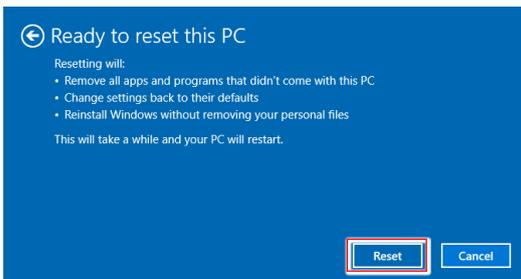 Ready to reset this PC
Resetting will:
• Remove all apps and programs that didn't come with this PC
• Change settings back to their defaults
• Reinstall Windows without removing your personal files
This will take a while and your PC will restart.
Reset Cancel